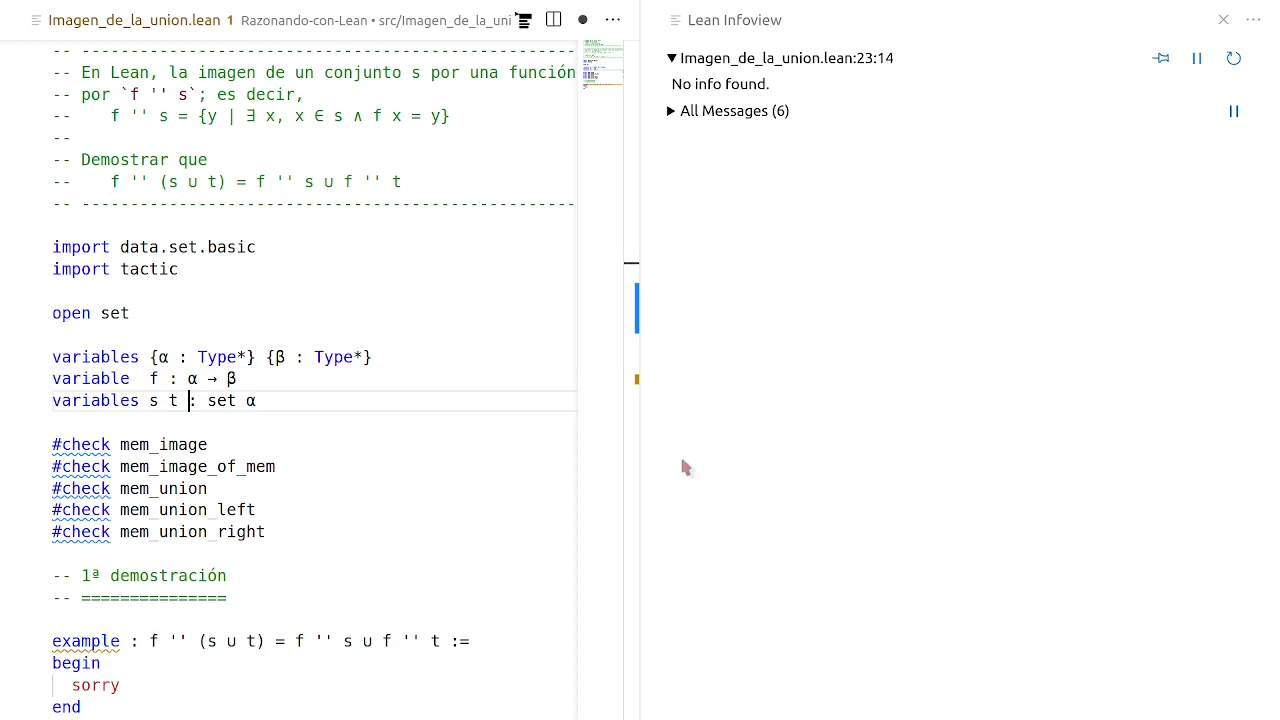 Imagen_de_la_union.lean 1 Razonando-con-Lean • src/Imagen_de_la_uni
-- ---------------------------------------------------
-- En Lean, la imagen de un conjunto s por una función
-- por `f '' s`; es decir,
--    f '' s = {y | ∃ x, x ∈ s ∧ f x = y}
--
-- Demostrar que
--    f '' (s ∪ t) = f '' s ∪ f '' t
-- ---------------------------------------------------
import data.set.basic
import tactic
open set
variables {α : Type*} {β : Type*}
variable  f : α → β
variables s t : set α
#check mem_image
#check mem_image_of_mem
#check mem_union
#check mem_union_left
#check mem_union_right
-- 1ª demostración
-- ===============
example : f '' (s ∪ t) = f '' s ∪ f '' t :=
begin
  sorry
end
Lean Infoview
Imagen_de_la_union.lean:23:14
No info found.
All Messages (6)